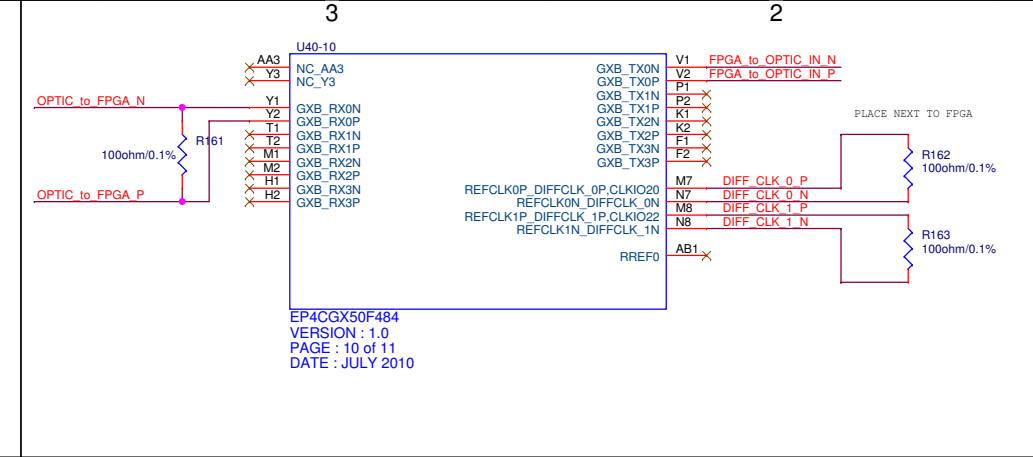 3
2
U40-10
AA3
NC_AA3
Y3
NC_Y3
OPTIC_to_FPGA_N
Y1
GXB_RX0N
Y2
GXB_RX0P
T1
GXB_RX1N
T2
GXB_RX1P
M1
GXB_RX2N
M2
GXB_RX2P
H1
GXB_RX3N
H2
GXB_RX3P
R161
100ohm/0.1%
OPTIC_to_FPGA_P
GXB_TX0N
V1
FPGA_to_OPTIC_IN_N
GXB_TX0P
V2
FPGA_to_OPTIC_IN_P
GXB_TX1N
P1
GXB_TX1P
P2
GXB_TX2N
K1
GXB_TX2P
K2
GXB_TX3N
F1
GXB_TX3P
F2
PLACE NEXT TO FPGA
R162
100ohm/0.1%
REFCLK0P_DIFFCLK_0P,CLKIO20
M7
DIFF_CLK_0_P
REFCLK0N_DIFFCLK_0N
N7
DIFF_CLK_0_N
REFCLK1P_DIFFCLK_1P,CLKIO22
M8
DIFF_CLK_1_P
REFCLK1N_DIFFCLK_1N
N8
DIFF_CLK_1_N
R163
100ohm/0.1%
RREF0
AB1
EP4CGX50F484
VERSION : 1.0
PAGE : 10 of 11
DATE : JULY 2010